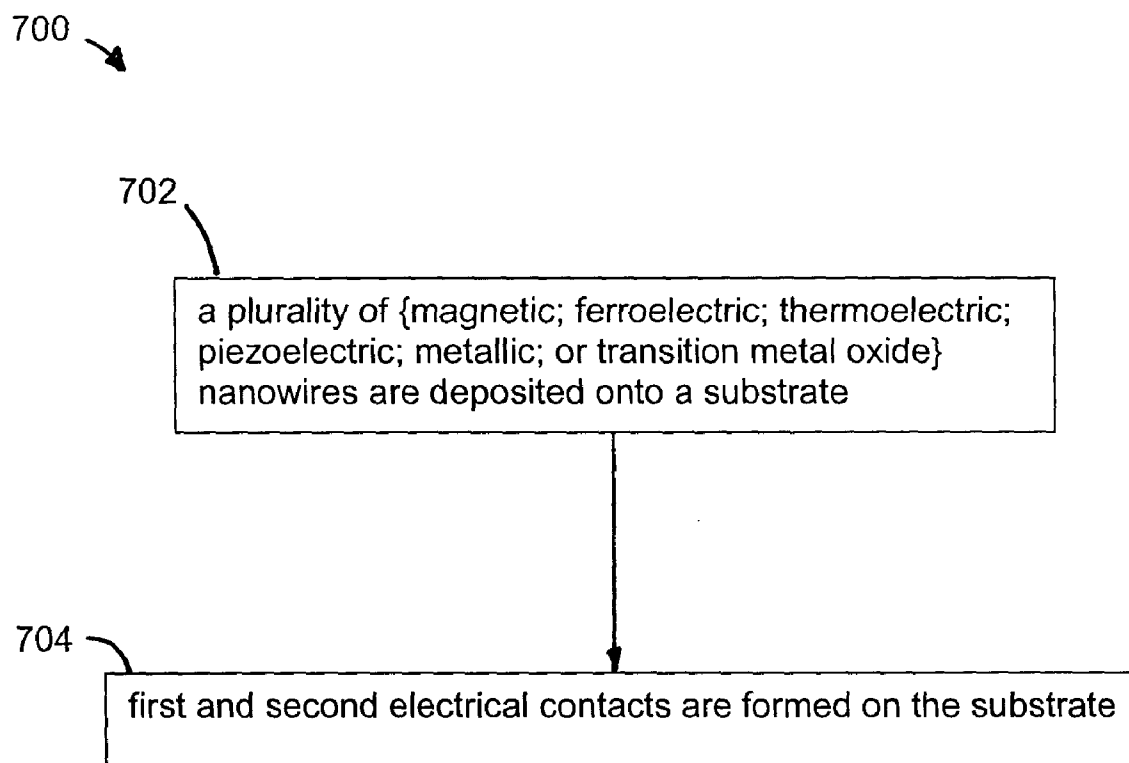 700
702
a plurality of {magnetic; ferroelectric; thermoelectric;
piezoelectric; metallic; or transition metal oxide}
nanowires are deposited onto a substrate
704
first and second electrical contacts are formed on the substrate